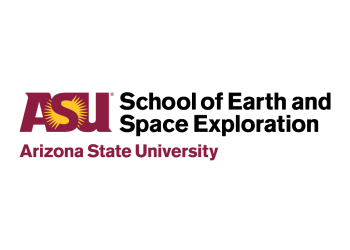 ASU School of Earth and
Space Exploration
Arizona State University